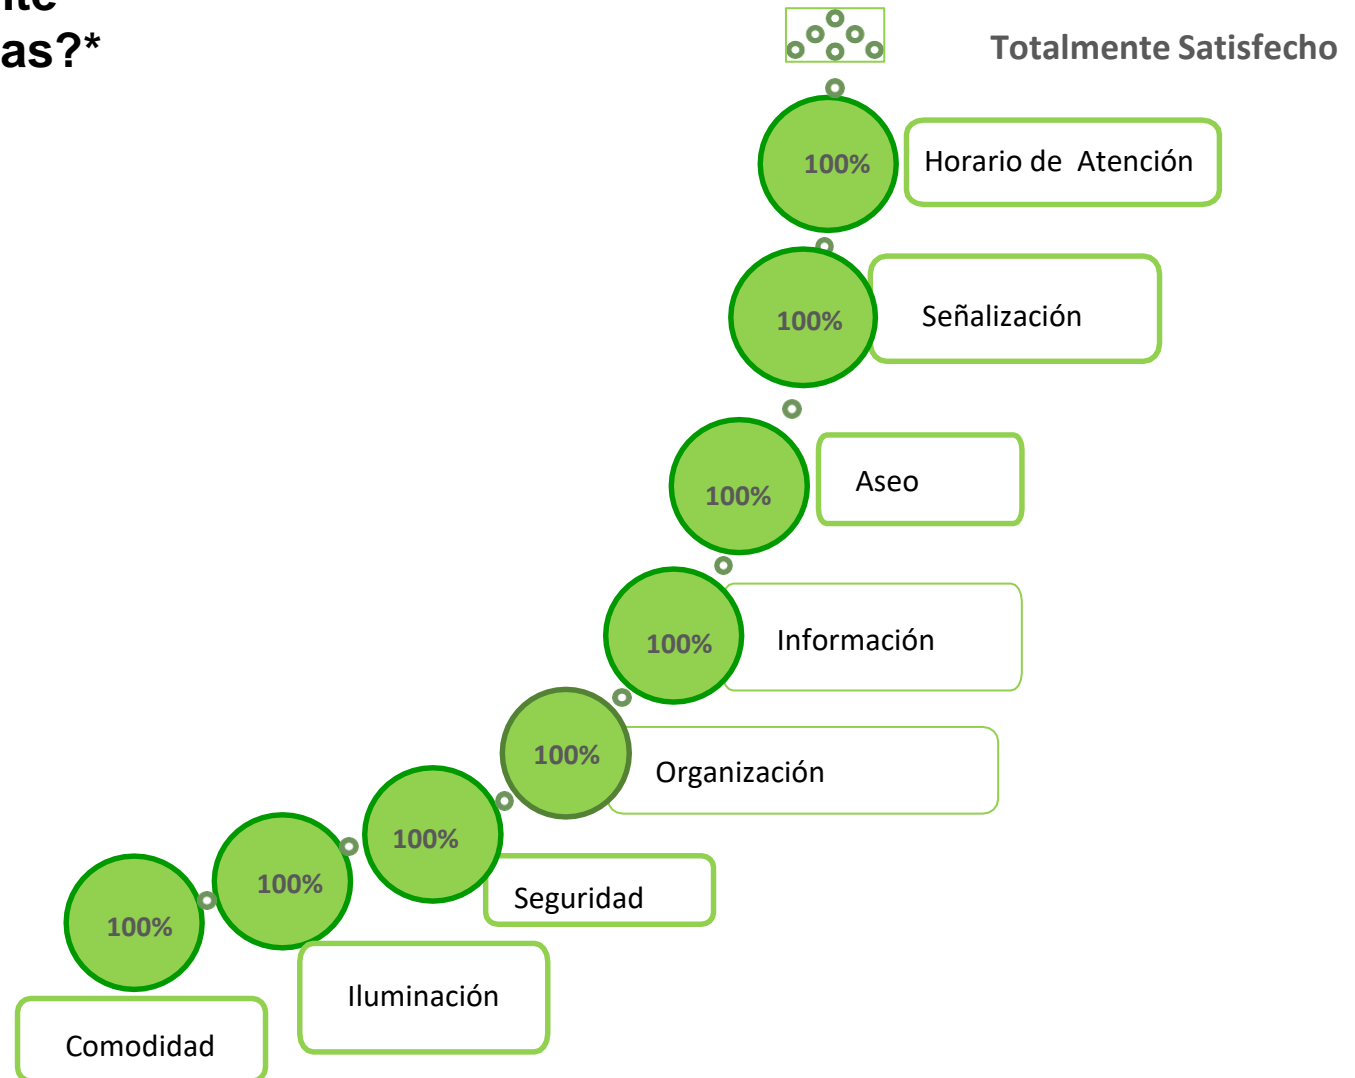 as?*
Totalmente Satisfecho
100%
Horario de Atención
100%
Señalización
100%
Aseo
100%
Información
100%
Organización
100%
Seguridad
100%
Iluminación
100%
Comodidad